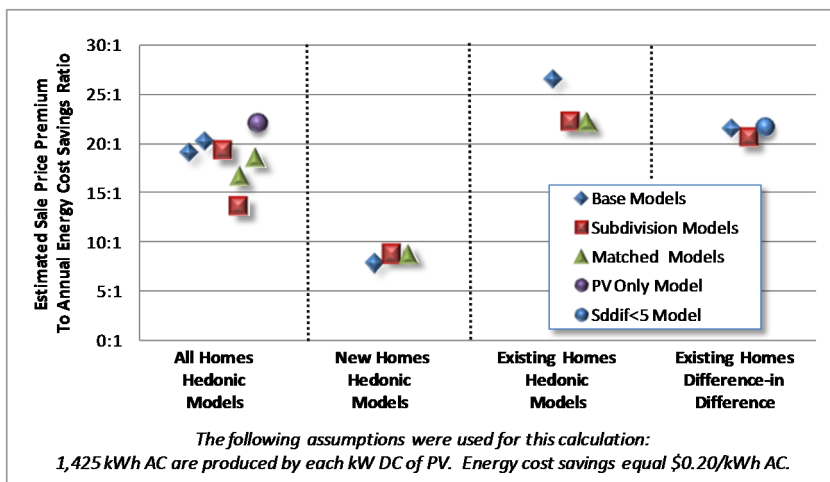 Estimated Sale Price Premium
To Annual Energy Cost Savings Ratio
30:1
25:1
20:1
15:1
10:1
5:1
0:1
Base Models
Subdivision Models
Matched Models
PV Only Model
Sddif<5 Model
All Homes
Hedonic
Models
New Homes
Hedonic
Models
Existing Homes
Hedonic
Models
Existing Homes
Difference-in
Difference
The following assumptions were used for this calculation:
1,425 kWh AC are produced by each kW DC of PV. Energy cost savings equal $0.20/kWh AC.